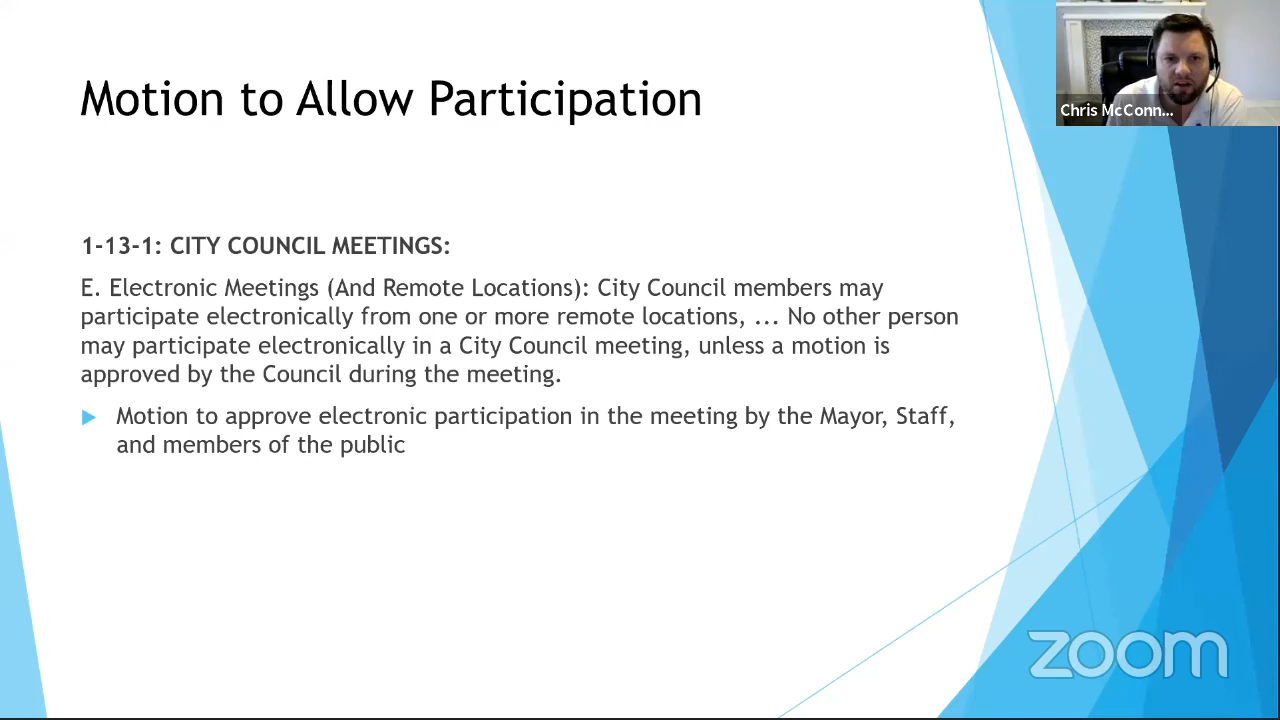 Motion to Allow Participation
Chris McConn...
1-13-1: CITY COUNCIL MEETINGS:
E. Electronic Meetings (And Remote Locations): City Council members may
participate electronically from one or more remote locations, ... No other person
may participate electronically in a City Council meeting, unless a motion is
approved by the Council during the meeting.
Motion to approve electronic participation in the meeting by the Mayor, Staff,
and members of the public
zoom